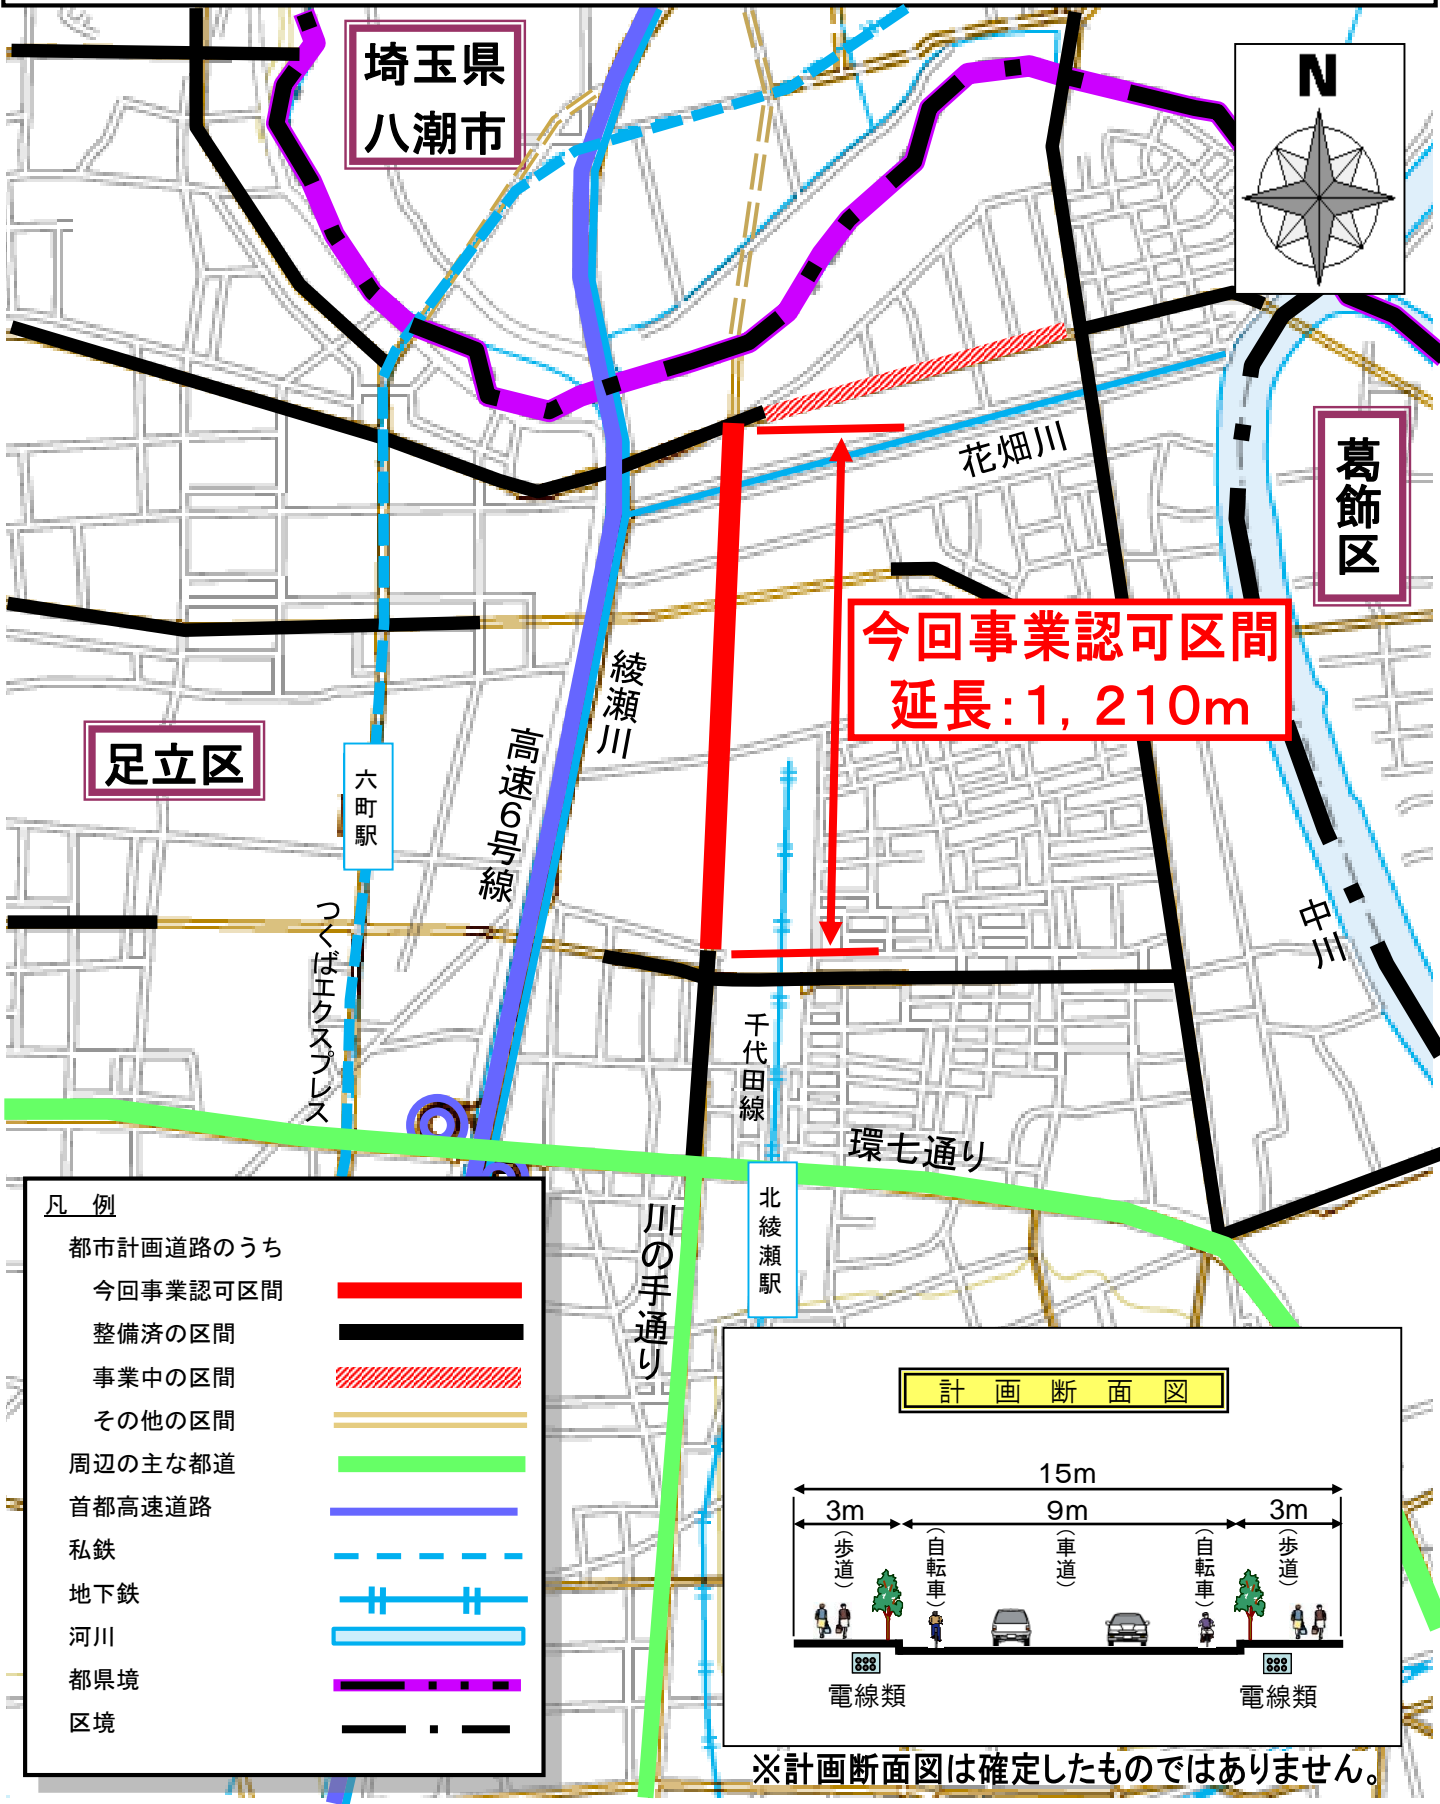 埼玉県
八潮市
N
花畑川
葛飾区
今回事業認可区間
延長:1,210m
綾瀬川
高速6号線
足立区
六町駅
つくばエクスプレス
中川
千代田線
環七通り
北綾瀬駅
川の手通り
凡 例
都市計画道路のうち
今回事業認可区間
整備済の区間
事業中の区間
その他の区間
周辺の主な都道
首都高速道路
私鉄
地下鉄
河川
都県境
区境
計画断面図
15m
3m 9m 3m
(歩道) (自転車) (車道) (自転車) (歩道)
電線類 電線類
※計画断面図は確定したものではありません。